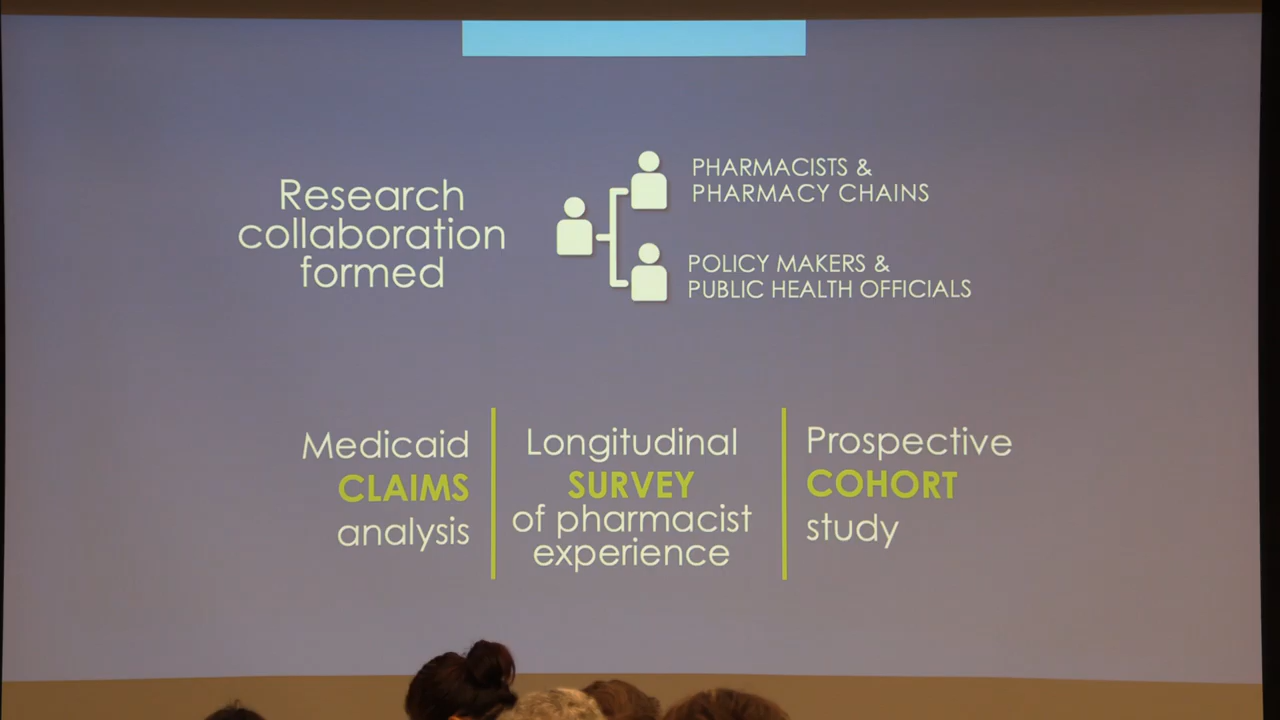 Research
collaboration
formed
PHARMACISTS &
PHARMACY CHAINS
POLICY MAKERS &
PUBLIC HEALTH OFFICIALS
Medicaid
CLAIMS
analysis
Longitudinal
SURVEY
of pharmacist
experience
Prospective
COHORT
study